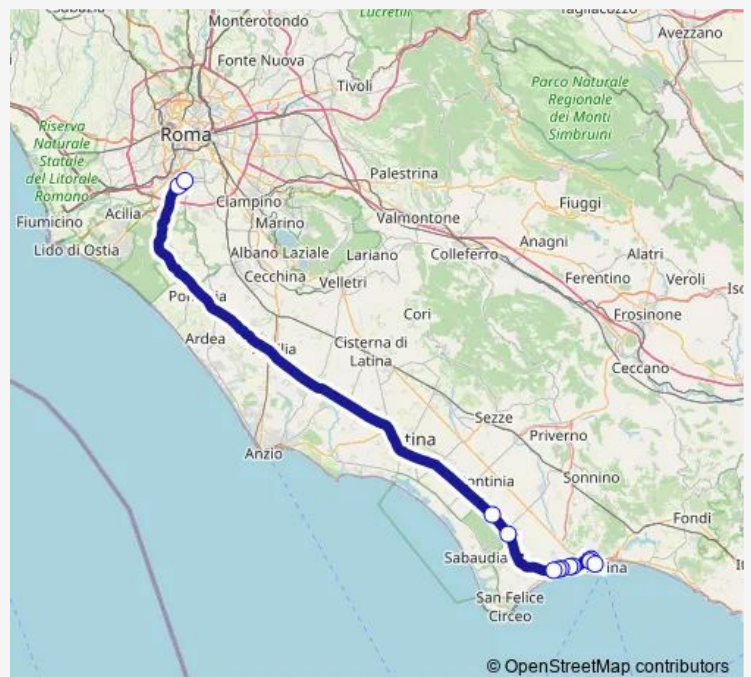 Monterotondo
Avezzano
Fonte Nuova
Tivoli
Parco Naturale
Regionale
dei Monti
Simbruini
Riserva
Naturale
Statale
del Litorale
Romano
Roma
Palestrina
Ciampino
Fiuggi
Fiumicino
Acilia
Marino
Valmontone
Anagni
Lido di Ostia
Albano Laziale
Lariano
Colleferro
Alatri
Cecchina
Velletri
Ferentino
Veroli
Cori
Frosinone
Ardea
Cisterna di
Latina
Ceccano
Sezze
Priverno
Anzio
Sonnino
Fondi
Sabaudia
San Felice
Circeo
© OpenStreetMap contributors